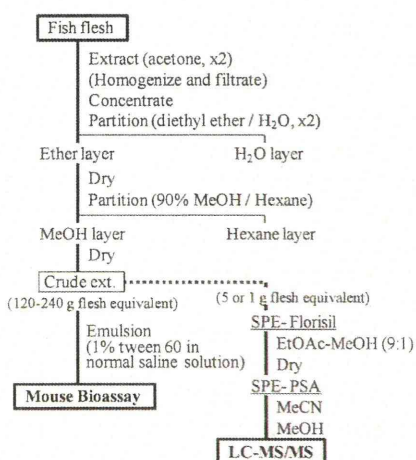 Fish flesh
Extract (acetone, x2)
(Homogenize and filtrate)
Concentrate
Partition (diethyl ether / H₂O, x2)
Ether layer
H₂O layer
Dry
Partition (90% MeOH / Hexane)
MeOH layer
Hexane layer
Dry
Crude ext.
(120-240 g flesh equivalent)
(5 or 1 g flesh equivalent)
Emulsion
(1% tween 60 in
normal saline solution)
Mouse Bioassay
SPE- Florisil
EtOAc-MeOH (9:1)
Dry
SPE- PSA
MeCN
MeOH
LC-MS/MS